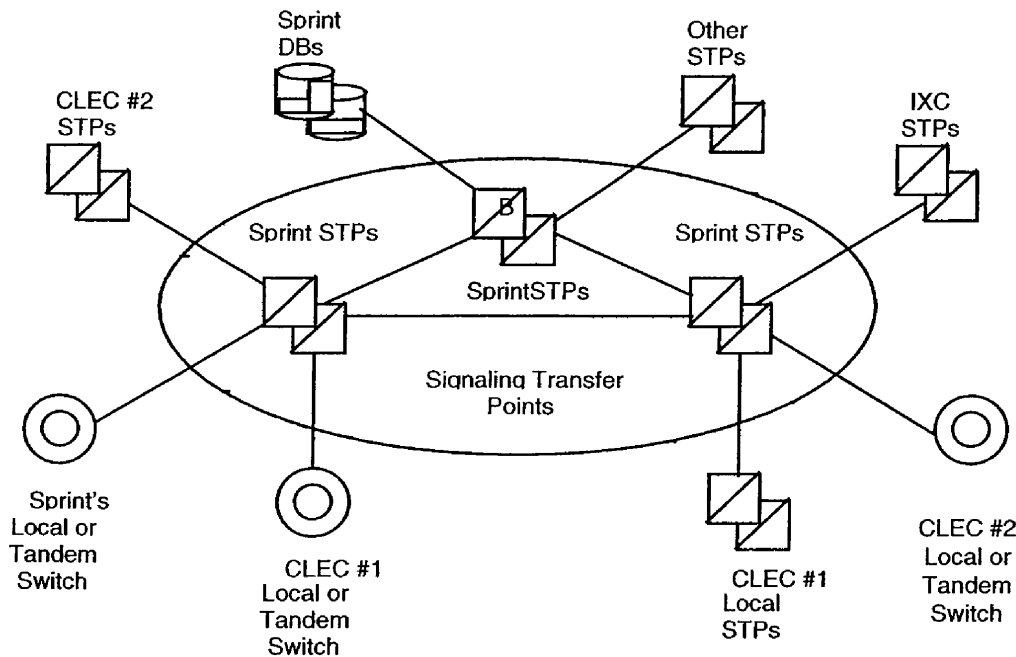 Sprint
DBs
Other
STPs
CLEC #2
STPs
IXC
STPs
B
Sprint STPs
Sprint STPs
SprintSTPs
Signaling Transfer
Points
Sprint's
Local or
Tandem
Switch
CLEC #1
Local or
Tandem
Switch
CLEC #1
Local
STPs
CLEC #2
Local or
Tandem
Switch